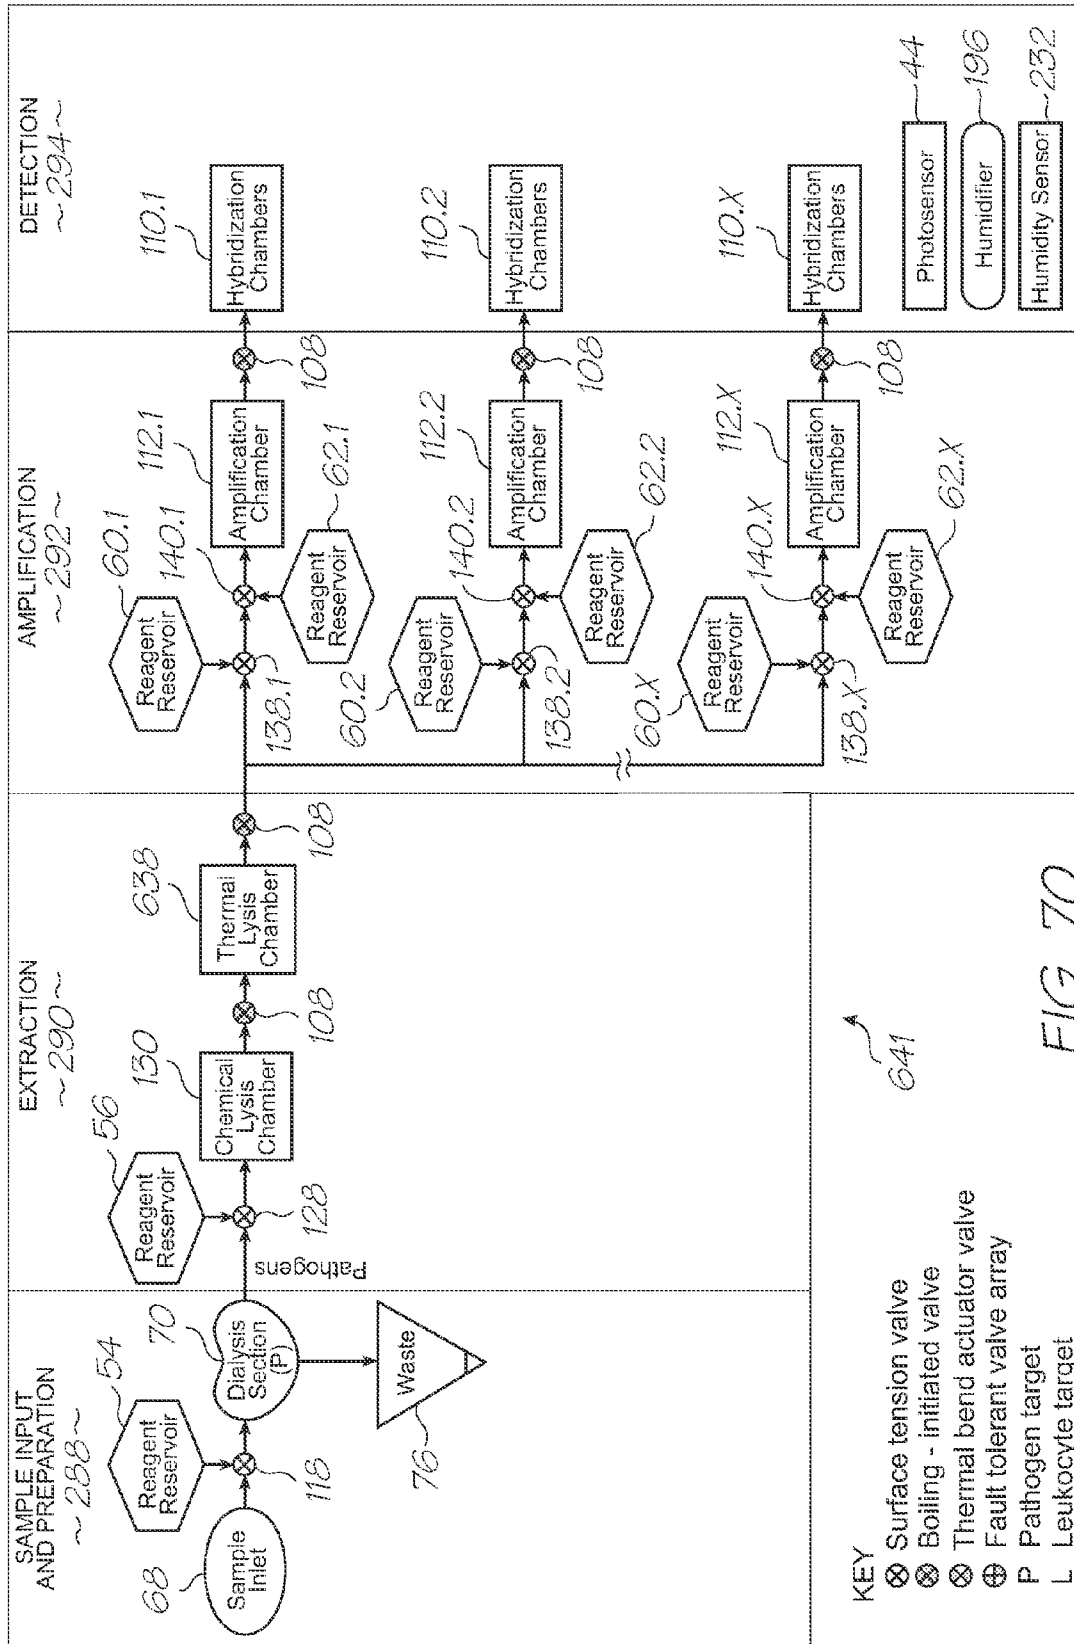 SAMPLE INPUT
AND PREPARATION
~288~
EXTRACTION
~290~
AMPLIFICATION
~292~
DETECTION
~294~
68
Sample
Inlet
54
Reagent
Reservoir
118
70
Dialysis
Section
(P)
Waste
76
Pathogens
56
Reagent
Reservoir
128
130
Chemical
Lysis
Chamber
108
638
Thermal
Lysis
Chamber
108
60.1
Reagent
Reservoir
138.1
140.1
Reagent
Reservoir
62.1
112.1
Amplification
Chamber
108
110.1
Hybridization
Chambers
60.2
Reagent
Reservoir
138.2
140.2
Reagent
Reservoir
62.2
112.2
Amplification
Chamber
108
110.2
Hybridization
Chambers
60.X
Reagent
Reservoir
138.X
140.X
Reagent
Reservoir
62.X
112.X
Amplification
Chamber
108
110.X
Hybridization
Chambers
Photosensor
44
Humidifier
196
Humidity Sensor
232
KEY
Surface tension valve
Boiling - initiated valve
Thermal bend actuator valve
Fault tolerant valve array
P Pathogen target
L Leukocyte target
641
FIG. 70